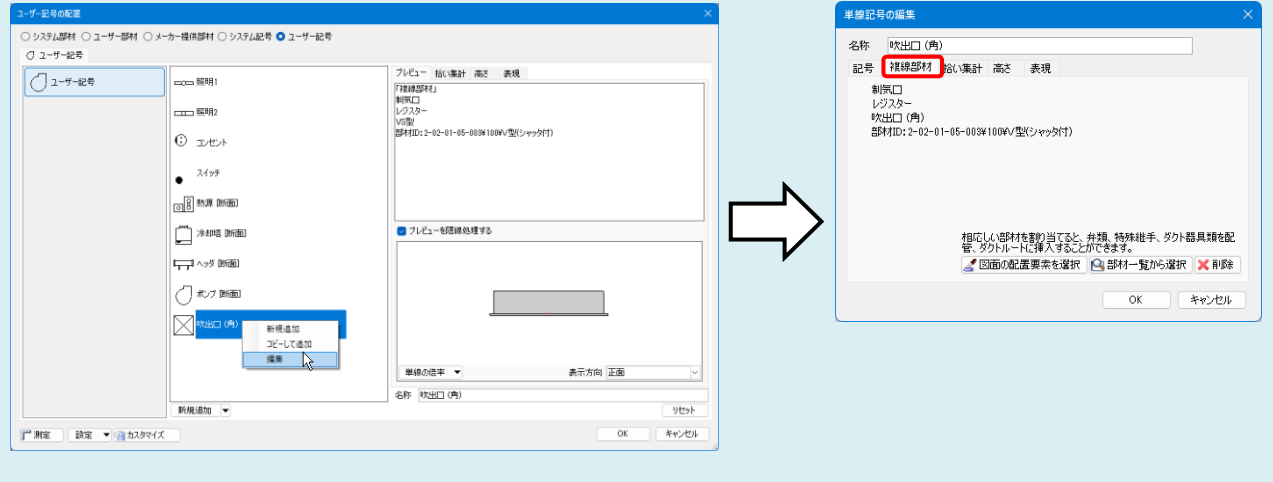 ユーザー記号の配置
システム部材 ユーザー部材 メーカー提供部材 システム記号 ユーザー記号
ユーザー記号
ユーザー記号
照明1
照明2
コンセント
スイッチ
熱源 [断面]
冷却塔 [断面]
ヘッダ [断面]
ポンプ [断面]
吹出口 (角)
新規追加
コピーして追加
編集
新規追加
プレビュー 拾い集計 高さ 表現
「複線部材」
制気口
レジスター
VS型
部材ID:2-02-01-05-003¥100¥V型(シャッタ付)
プレビューを隠線処理する
単線の倍率
表示方向 正面
名称 吹出口 (角)
リセット
測定 設定 カスタマイズ
OK キャンセル
単線記号の編集
名称 吹出口 (角)
記号 複線部材 拾い集計 高さ 表現
制気口
レジスター
吹出口 (角)
部材ID:2-02-01-05-003¥100¥V型(シャッタ付)
相応しい部材を割り当てると、弁類、特殊継手、ダクト器具類を配
管、ダクトルートに挿入することができます。
図面の配置要素を選択 部材一覧から選択 削除
OK キャンセル